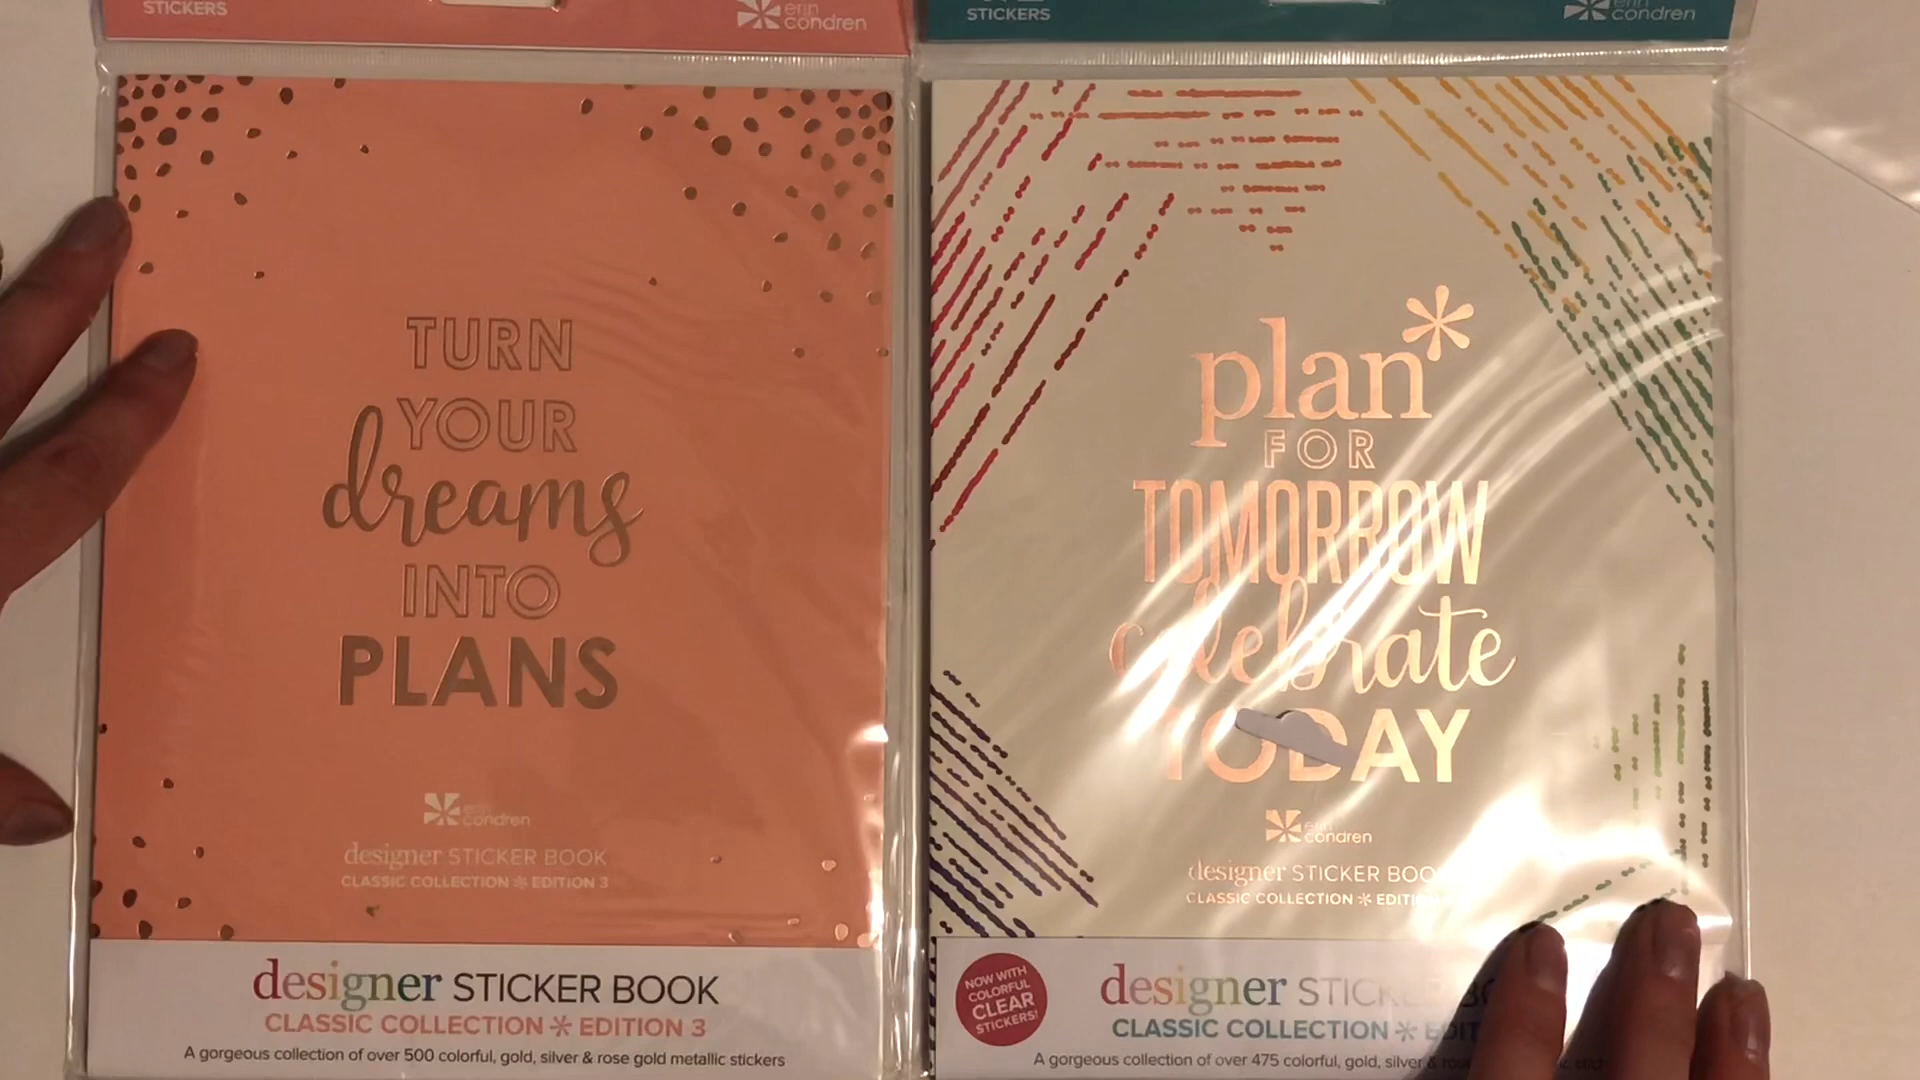 STICKERS
erin
condren
TURN
YOUR
dreams
INTO
PLANS
erin
condren
designer STICKER BOOK
CLASSIC COLLECTION * EDITION 3
designer STICKER BOOK
CLASSIC COLLECTION * EDITION 3
A gorgeous collection of over 500 colorful, gold, silver & rose gold metallic stickers
STICKERS
erin
condren
plan*
FOR
TOMORROW
celebrate
TODAY
erin
condren
designer STICKER
CLASSIC COLLECTION *
NOW WITH
COLORFUL
CLEAR
STICKERS!
designer
CLASSIC COLLECTION *
A gorgeous collection of over 475 colorful, gold, silver &